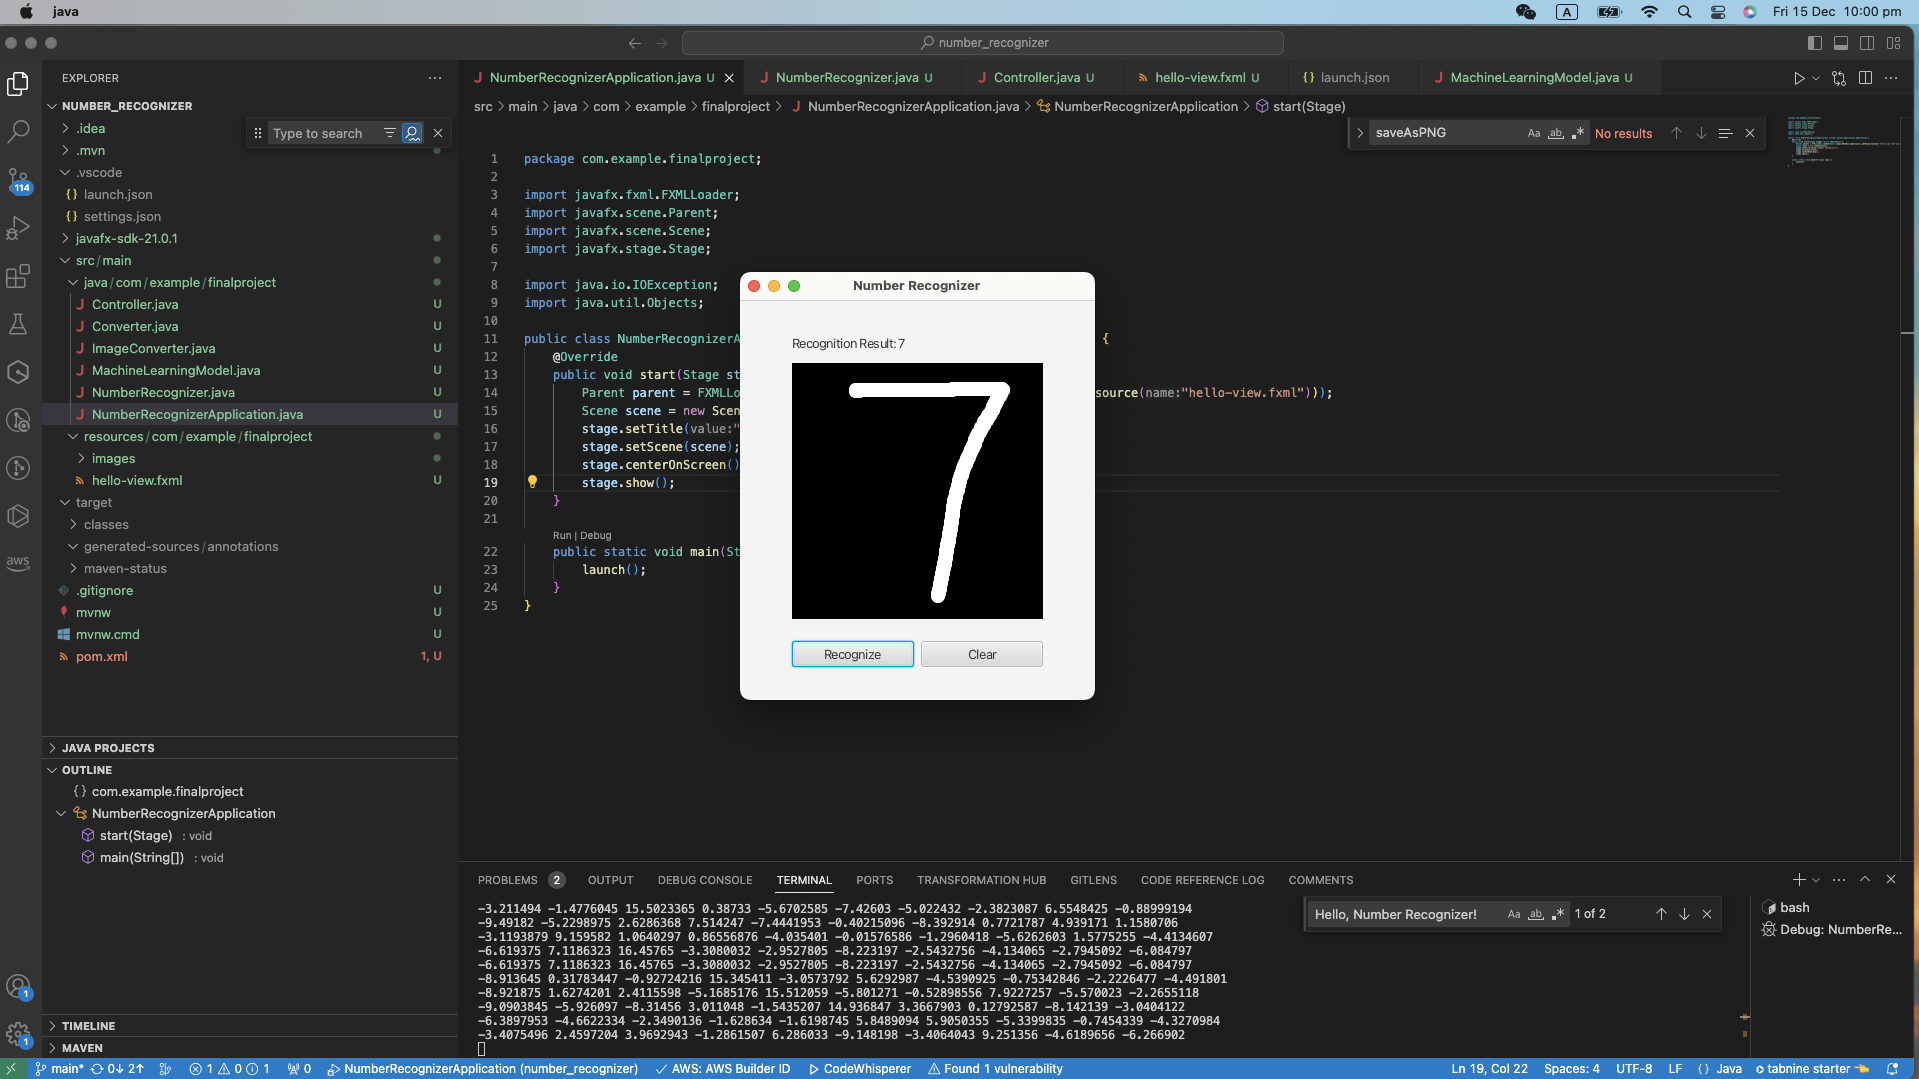 java
A
Fri 15 Dec 10:00 pm
number_recognizer
EXPLORER
NUMBER_RECOGNIZER
.idea
.mvn
.vscode
launch.json
settings.json
javafx-sdk-21.0.1
src/main
java/com/example/finalproject
Controller.java U
Converter.java U
ImageConverter.java U
MachineLearningModel.java U
NumberRecognizer.java U
NumberRecognizerApplication.java U
resources/com/example/finalproject
images
hello-view.fxml U
target
classes
generated-sources/annotations
maven-status
.gitignore U
mvnw U
mvnw.cmd U
pom.xml 1, U
Type to search
114
aws
1
1
JAVA PROJECTS
OUTLINE
{} com.example.finalproject
NumberRecognizerApplication
start(Stage) : void
main(String[]) : void
TIMELINE
MAVEN
NumberRecognizerApplication.java U
NumberRecognizer.java U
Controller.java U
hello-view.fxml U
{} launch.json
MachineLearningModel.java U
src > main > java > com > example > finalproject > NumberRecognizerApplication.java > NumberRecognizerApplication > start(Stage)
saveAsPNG Aa ab .* No results
1 package com.example.finalproject;
2
3 import javafx.fxml.FXMLLoader;
4 import javafx.scene.Parent;
5 import javafx.scene.Scene;
6 import javafx.stage.Stage;
7
8 import java.io.IOException;
9 import java.util.Objects;
10
11 public class NumberRecognizerA {
12 @Override
13 public void start(Stage st
14 Parent parent = FXMLLo source(name:"hello-view.fxml")));
15 Scene scene = new Scen
16 stage.setTitle(value:"
17 stage.setScene(scene);
18 stage.centerOnScreen()
19 stage.show();
20 }
21
Run | Debug
22 public static void main(St
23 launch();
24 }
25 }
Number Recognizer
Recognition Result: 7
7
Recognize Clear
PROBLEMS 2 OUTPUT DEBUG CONSOLE TERMINAL PORTS TRANSFORMATION HUB GITLENS CODE REFERENCE LOG COMMENTS
-3.211494 -1.4776045 15.5023365 0.38733 -5.6702585 -7.42603 -5.022432 -2.3823087 6.5548425 -0.88999194
-9.49182 -5.2298975 2.6286368 7.514247 -7.4441953 -0.40215096 -8.392914 0.7721787 4.939171 1.1580706
-3.1193879 9.159582 1.0640297 0.86556876 -4.035401 -0.01576586 -1.2960418 -5.6262603 1.5775255 -4.4134607
-6.619375 7.1186323 16.45765 -3.3080032 -2.9527805 -8.223197 -2.5432756 -4.134065 -2.7945092 -6.084797
-6.619375 7.1186323 16.45765 -3.3080032 -2.9527805 -8.223197 -2.5432756 -4.134065 -2.7945092 -6.084797
-8.913645 0.31783447 -0.92724216 15.345411 -3.0573792 5.6292987 -4.5390925 -0.75342846 -2.2226477 -4.491801
-8.921875 1.6274201 2.4115598 -5.1685176 15.512059 -5.801271 -0.52898556 7.9227257 -5.570023 -2.2655118
-9.0903845 -5.926097 -8.31456 3.011048 -1.5435207 14.936847 3.3667903 0.12792587 -8.142139 -3.0404122
-6.3897953 -4.6622334 -2.3490136 -1.628634 -1.6198745 5.8489094 5.9050355 -5.3399835 -0.7454339 -4.3270984
-3.4075496 2.4597204 3.9692943 -1.2861507 6.286033 -9.148198 -3.4064043 9.251356 -4.6189656 -6.266902
Hello, Number Recognizer! Aa ab .* 1 of 2
bash
Debug: NumberRe...
main* 0↓ 2↑ 1 0 1 0 NumberRecognizerApplication (number_recognizer) AWS: AWS Builder ID CodeWhisperer Found 1 vulnerability Ln 19, Col 22 Spaces: 4 UTF-8 LF {} Java tabnine starter